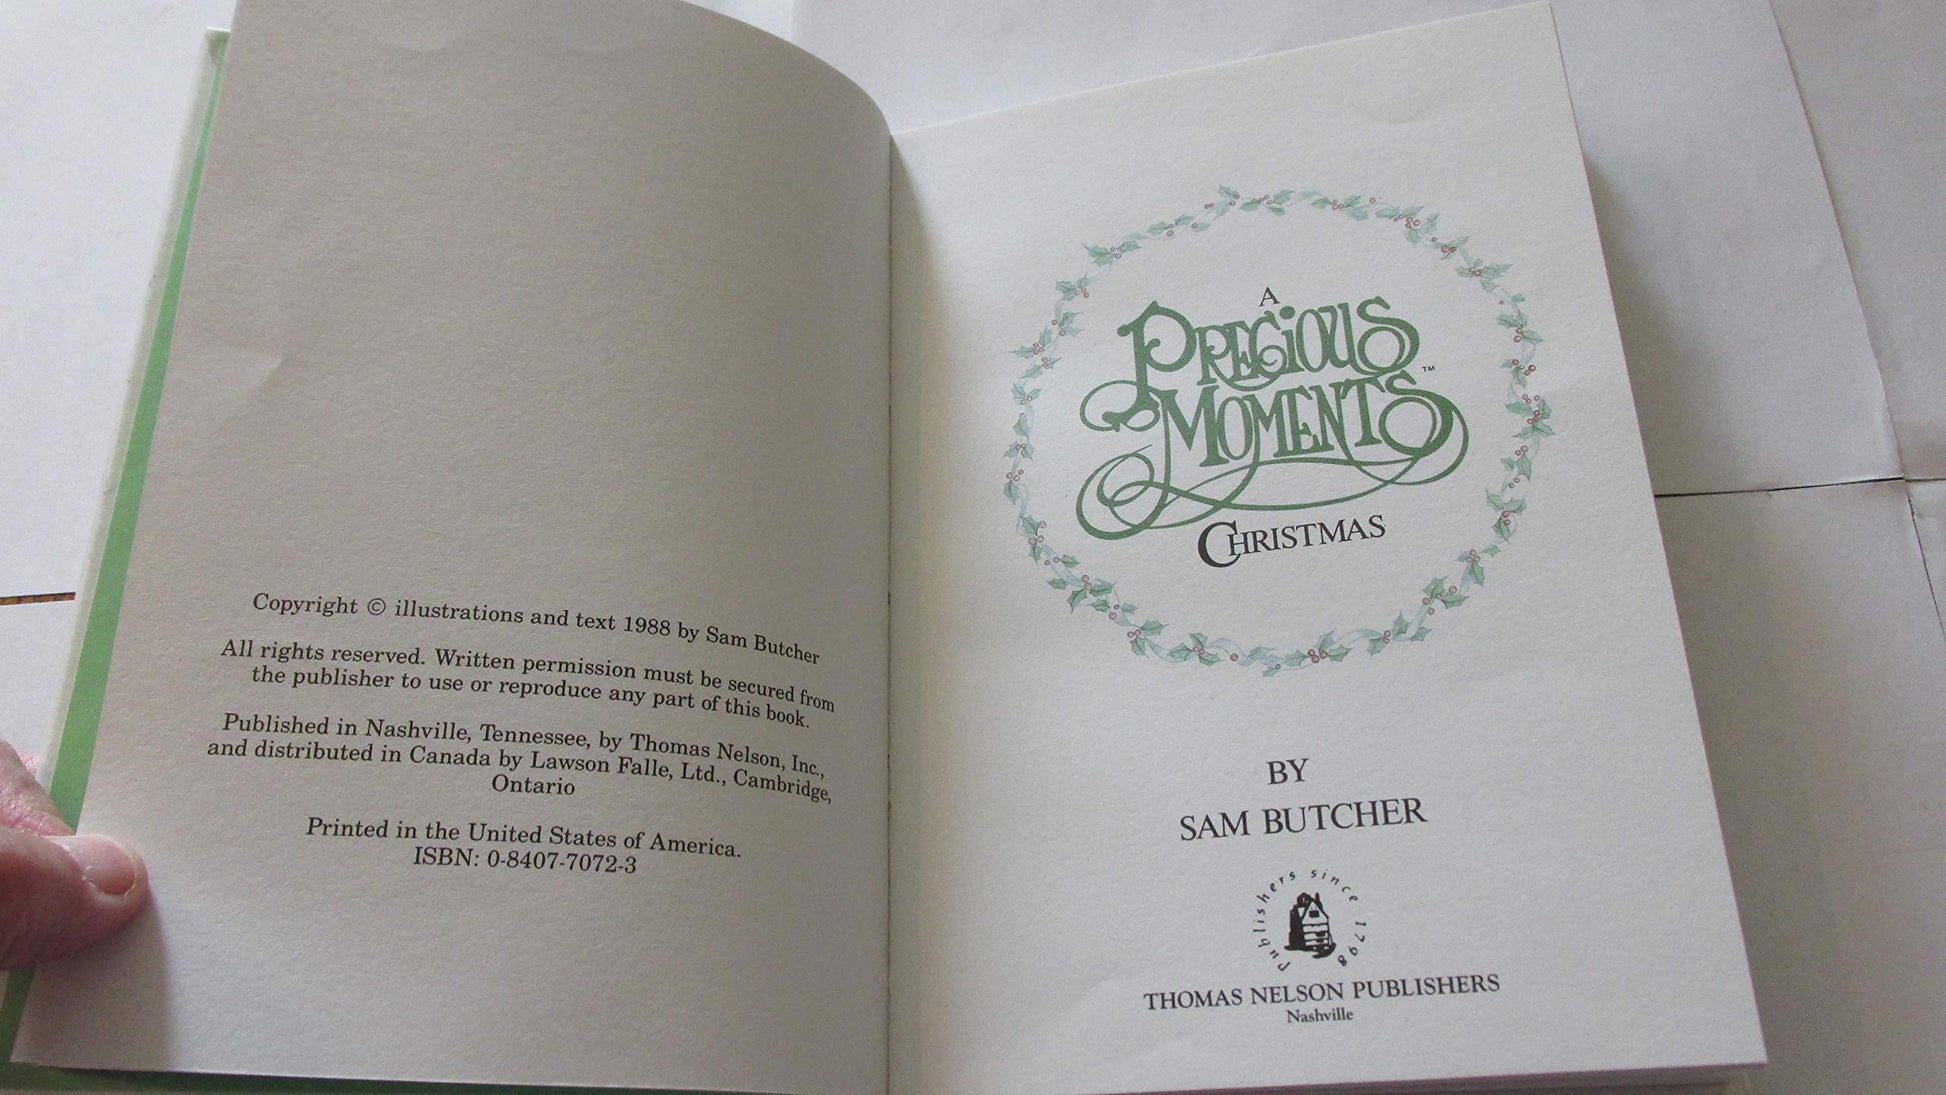 Copyright © illustrations and text 1988 by Sam Butcher
All rights reserved. Written permission must be secured from
the publisher to use or reproduce any part of this book.
Published in Nashville, Tennessee, by Thomas Nelson, Inc.,
and distributed in Canada by Lawson Falle, Ltd., Cambridge,
Ontario
Printed in the United States of America.
ISBN: 0-8407-7072-3
A
PRECIOUS
MOMENTS™
CHRISTMAS
BY
SAM BUTCHER
Publishers since 1798
THOMAS NELSON PUBLISHERS
Nashville